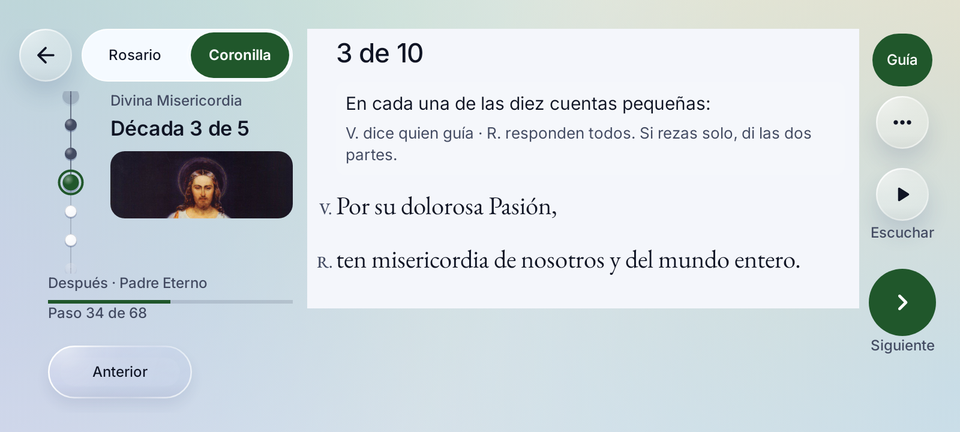 Rosario
Coronilla
Divina Misericordia
Década 3 de 5
Después · Padre Eterno
Paso 34 de 68
Anterior
3 de 10
En cada una de las diez cuentas pequeñas:
V. dice quien guía · R. responden todos. Si rezas solo, di las dos
partes.
V. Por su dolorosa Pasión,
R. ten misericordia de nosotros y del mundo entero.
Guía
Escuchar
Siguiente